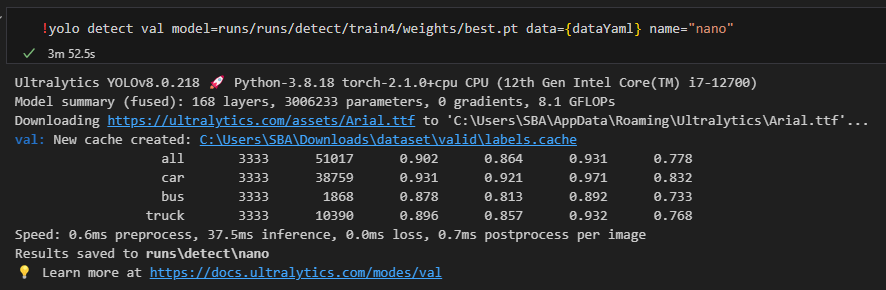 !yolo detect val model=runs/runs/detect/train4/weights/best.pt data={dataYaml} name="nano"
✓ 3m 52.5s
Ultralytics YOLOv8.0.218 🚀 Python-3.8.18 torch-2.1.0+cpu CPU (12th Gen Intel Core(TM) i7-12700)
Model summary (fused): 168 layers, 3006233 parameters, 0 gradients, 8.1 GFLOPs
Downloading https://ultralytics.com/assets/Arial.ttf to 'C:\Users\SBA\AppData\Roaming\Ultralytics\Arial.ttf'...
val: New cache created: C:\Users\SBA\Downloads\dataset\valid\labels.cache
all 3333 51017 0.902 0.864 0.931 0.778
car 3333 38759 0.931 0.921 0.971 0.832
bus 3333 1868 0.878 0.813 0.892 0.733
truck 3333 10390 0.896 0.857 0.932 0.768
Speed: 0.6ms preprocess, 37.5ms inference, 0.0ms loss, 0.7ms postprocess per image
Results saved to runs\detect\nano
💡 Learn more at https://docs.ultralytics.com/modes/val